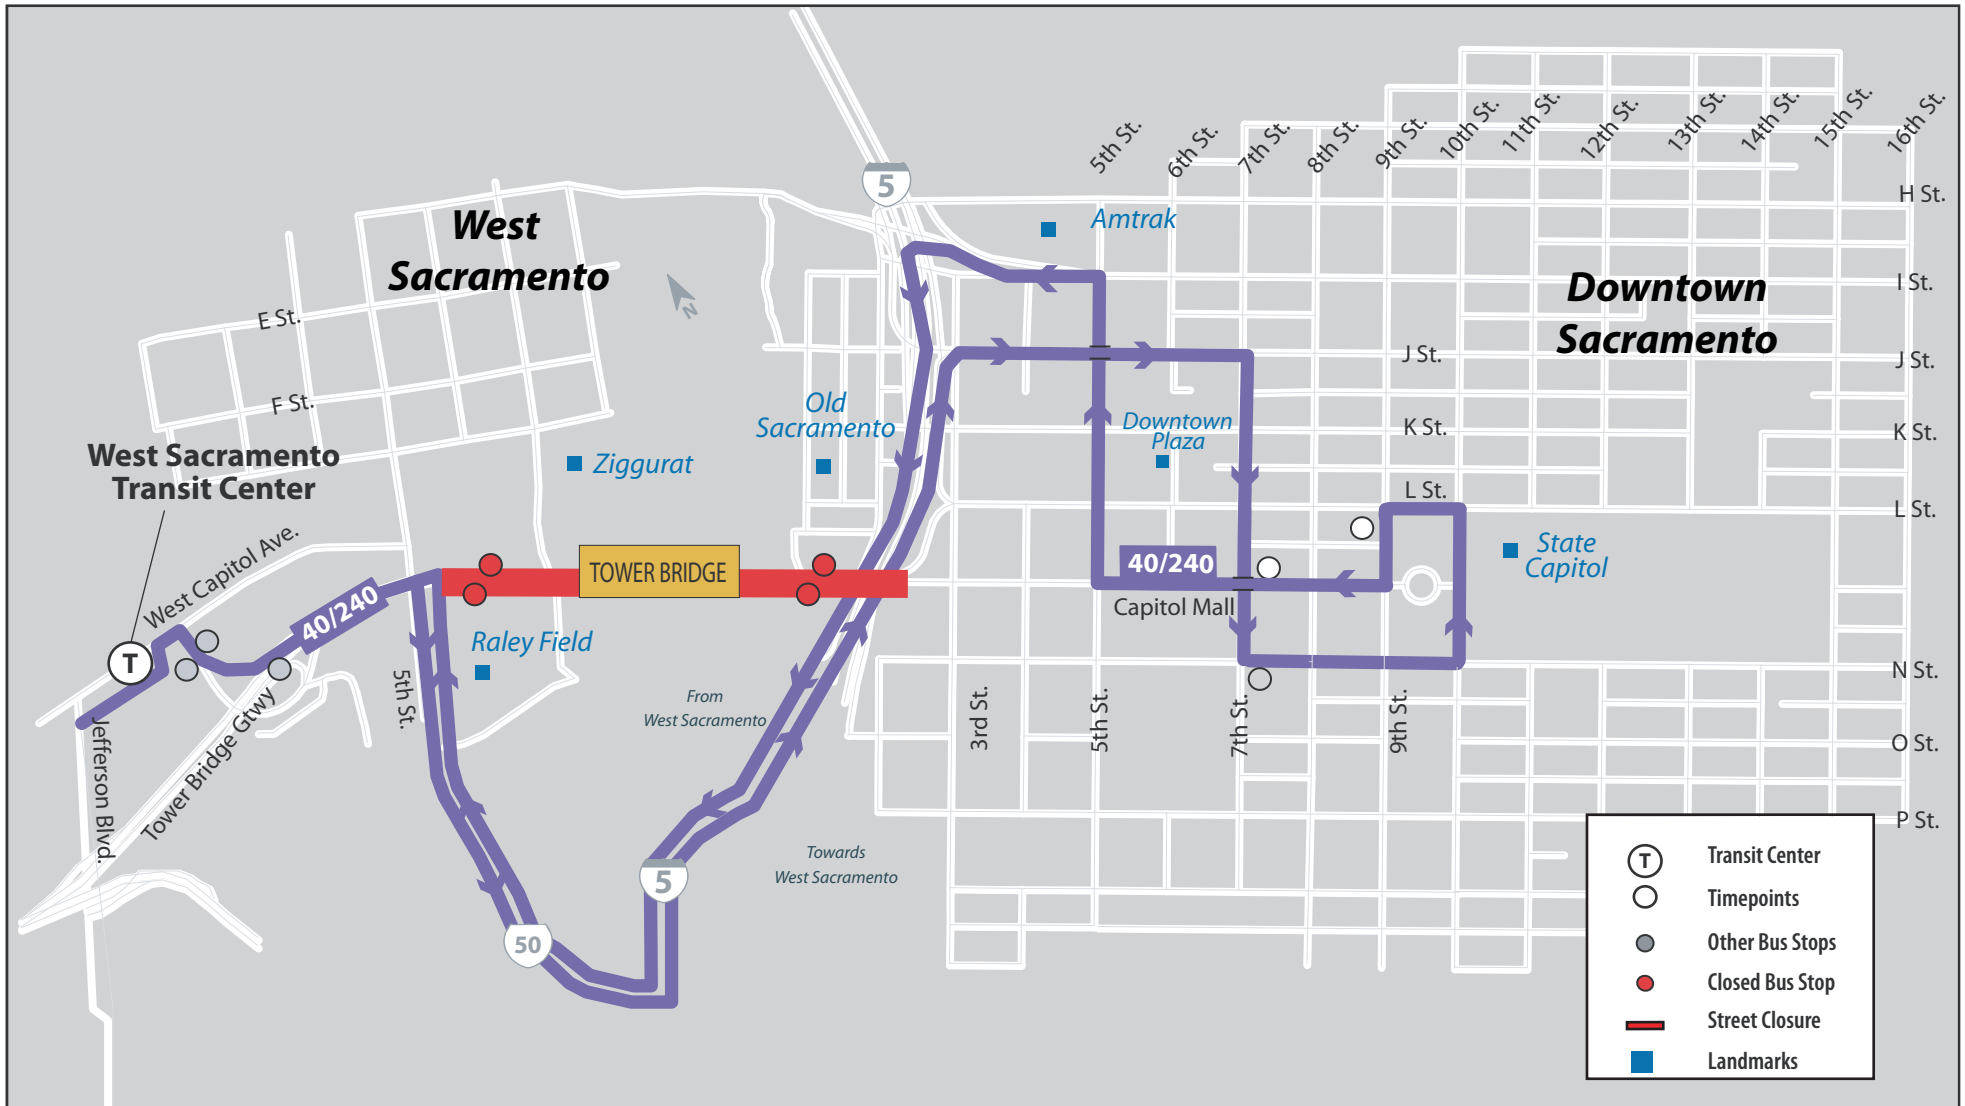 5th St.
6th St.
7th St.
8th St.
9th St.
10th St.
11th St.
12th St.
13th St.
14th St.
15th St.
16th St.
5
H St.
West
Sacramento
Amtrak
I St.
Downtown
Sacramento
N
E St.
J St.
J St.
F St.
Old
Sacramento
Downtown
Plaza
K St.
K St.
West Sacramento
Transit Center
Ziggurat
L St.
L St.
West Capitol Ave.
TOWER BRIDGE
40/240
State
Capitol
40/240
Capitol Mall
T
Raley Field
N St.
5th St.
From
West Sacramento
3rd St.
5th St.
7th St.
9th St.
Jefferson Blvd.
Tower Bridge Gtwy
O St.
P St.
Towards
West Sacramento
5
50
T Transit Center
Timepoints
Other Bus Stops
Closed Bus Stop
Street Closure
Landmarks